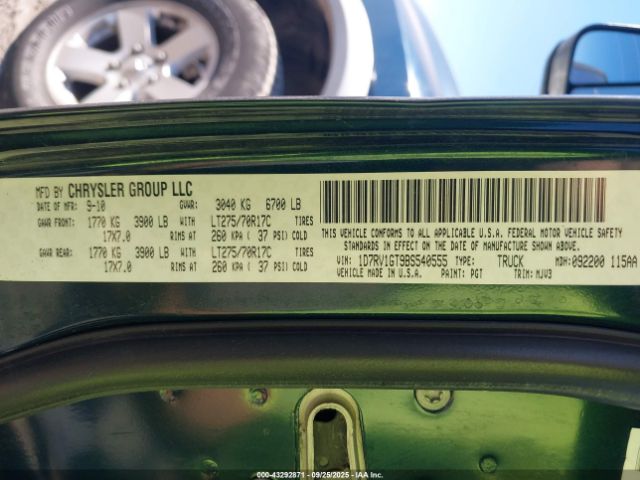 MFD BY CHRYSLER GROUP LLC
DATE OF MFR: 9-10 GVWR: 3040 KG 6700 LB
GAWR FRONT: 1770 KG 3900 LB WITH LT275/70R17C TIRES
17X7.0 RIMS AT 260 KPA ( 37 PSI) COLD
GAWR REAR: 1770 KG 3900 LB WITH LT275/70R17C TIRES
17X7.0 RIMS AT 260 KPA ( 37 PSI) COLD
THIS VEHICLE CONFORMS TO ALL APPLICABLE U.S.A. FEDERAL MOTOR VEHICLE SAFETY
STANDARDS IN EFFECT ON THE DATE OF MANUFACTURE SHOWN ABOVE.
VIN: 1D7RV1GT9BS540555 TYPE: TRUCK MDH: 092200 115AA
PAINT: PGT TRIM: MJV3
000-43292871 - 09/25/2025 - IAA, Inc.